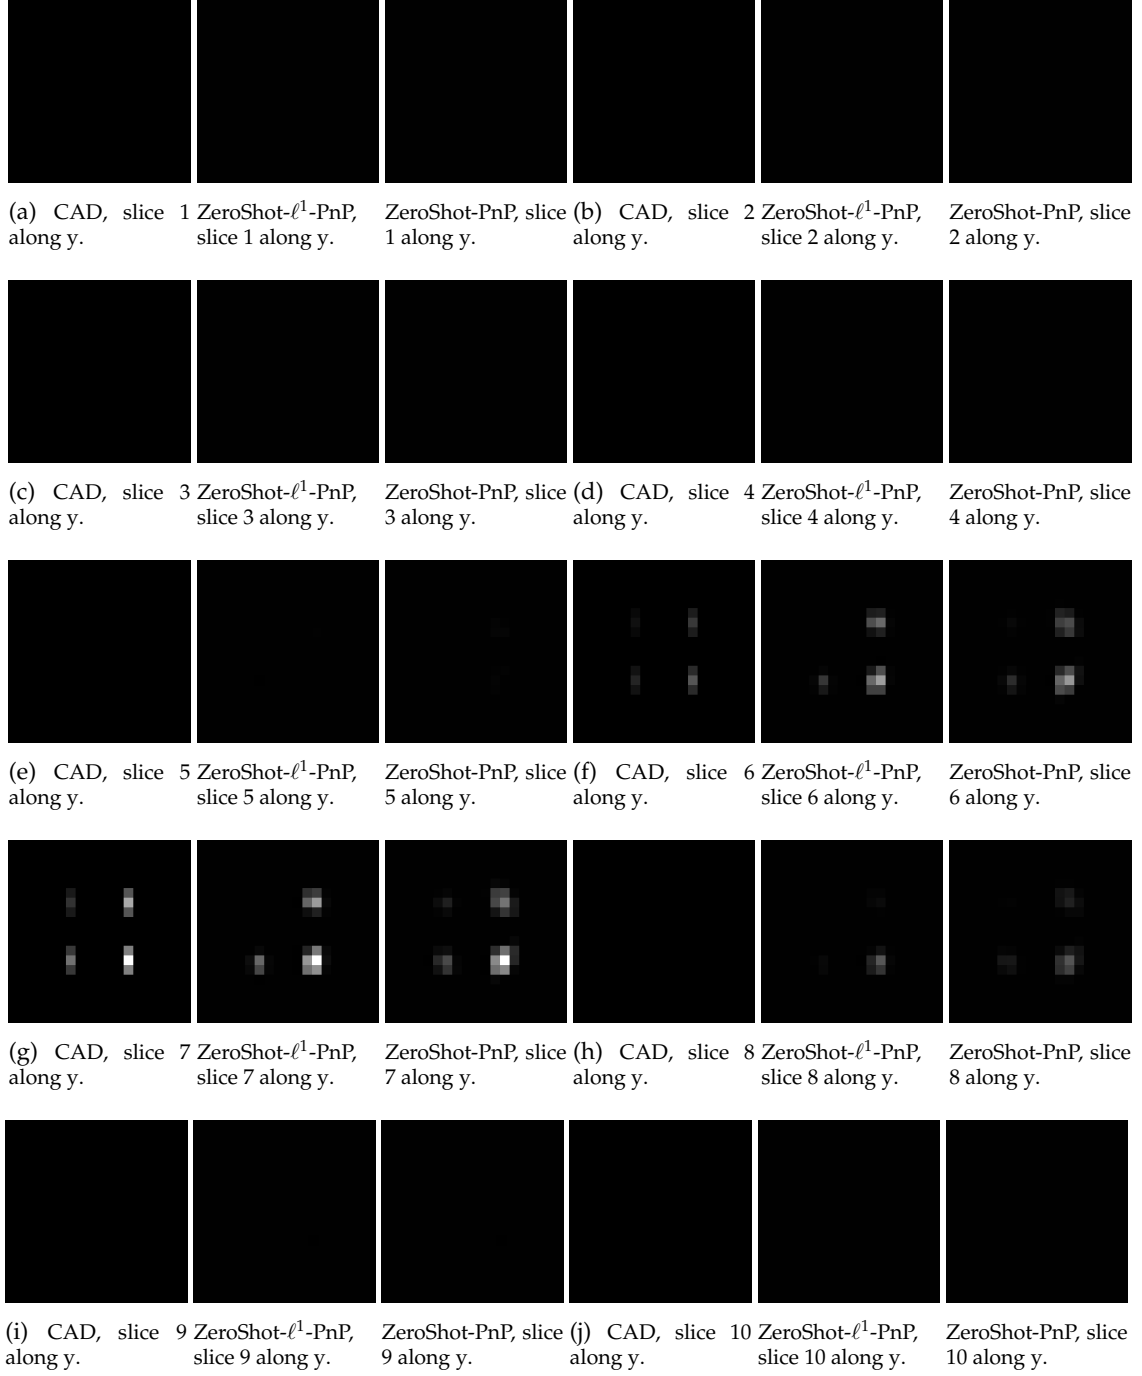 (a) CAD, slice 1 along y.
ZeroShot-ℓ¹-PnP, slice 1 along y.
ZeroShot-PnP, slice 1 along y.
(b) CAD, slice 2 along y.
ZeroShot-ℓ¹-PnP, slice 2 along y.
ZeroShot-PnP, slice 2 along y.
(c) CAD, slice 3 along y.
ZeroShot-ℓ¹-PnP, slice 3 along y.
ZeroShot-PnP, slice 3 along y.
(d) CAD, slice 4 along y.
ZeroShot-ℓ¹-PnP, slice 4 along y.
ZeroShot-PnP, slice 4 along y.
(e) CAD, slice 5 along y.
ZeroShot-ℓ¹-PnP, slice 5 along y.
ZeroShot-PnP, slice 5 along y.
(f) CAD, slice 6 along y.
ZeroShot-ℓ¹-PnP, slice 6 along y.
ZeroShot-PnP, slice 6 along y.
(g) CAD, slice 7 along y.
ZeroShot-ℓ¹-PnP, slice 7 along y.
ZeroShot-PnP, slice 7 along y.
(h) CAD, slice 8 along y.
ZeroShot-ℓ¹-PnP, slice 8 along y.
ZeroShot-PnP, slice 8 along y.
(i) CAD, slice 9 along y.
ZeroShot-ℓ¹-PnP, slice 9 along y.
ZeroShot-PnP, slice 9 along y.
(j) CAD, slice 10 along y.
ZeroShot-ℓ¹-PnP, slice 10 along y.
ZeroShot-PnP, slice 10 along y.